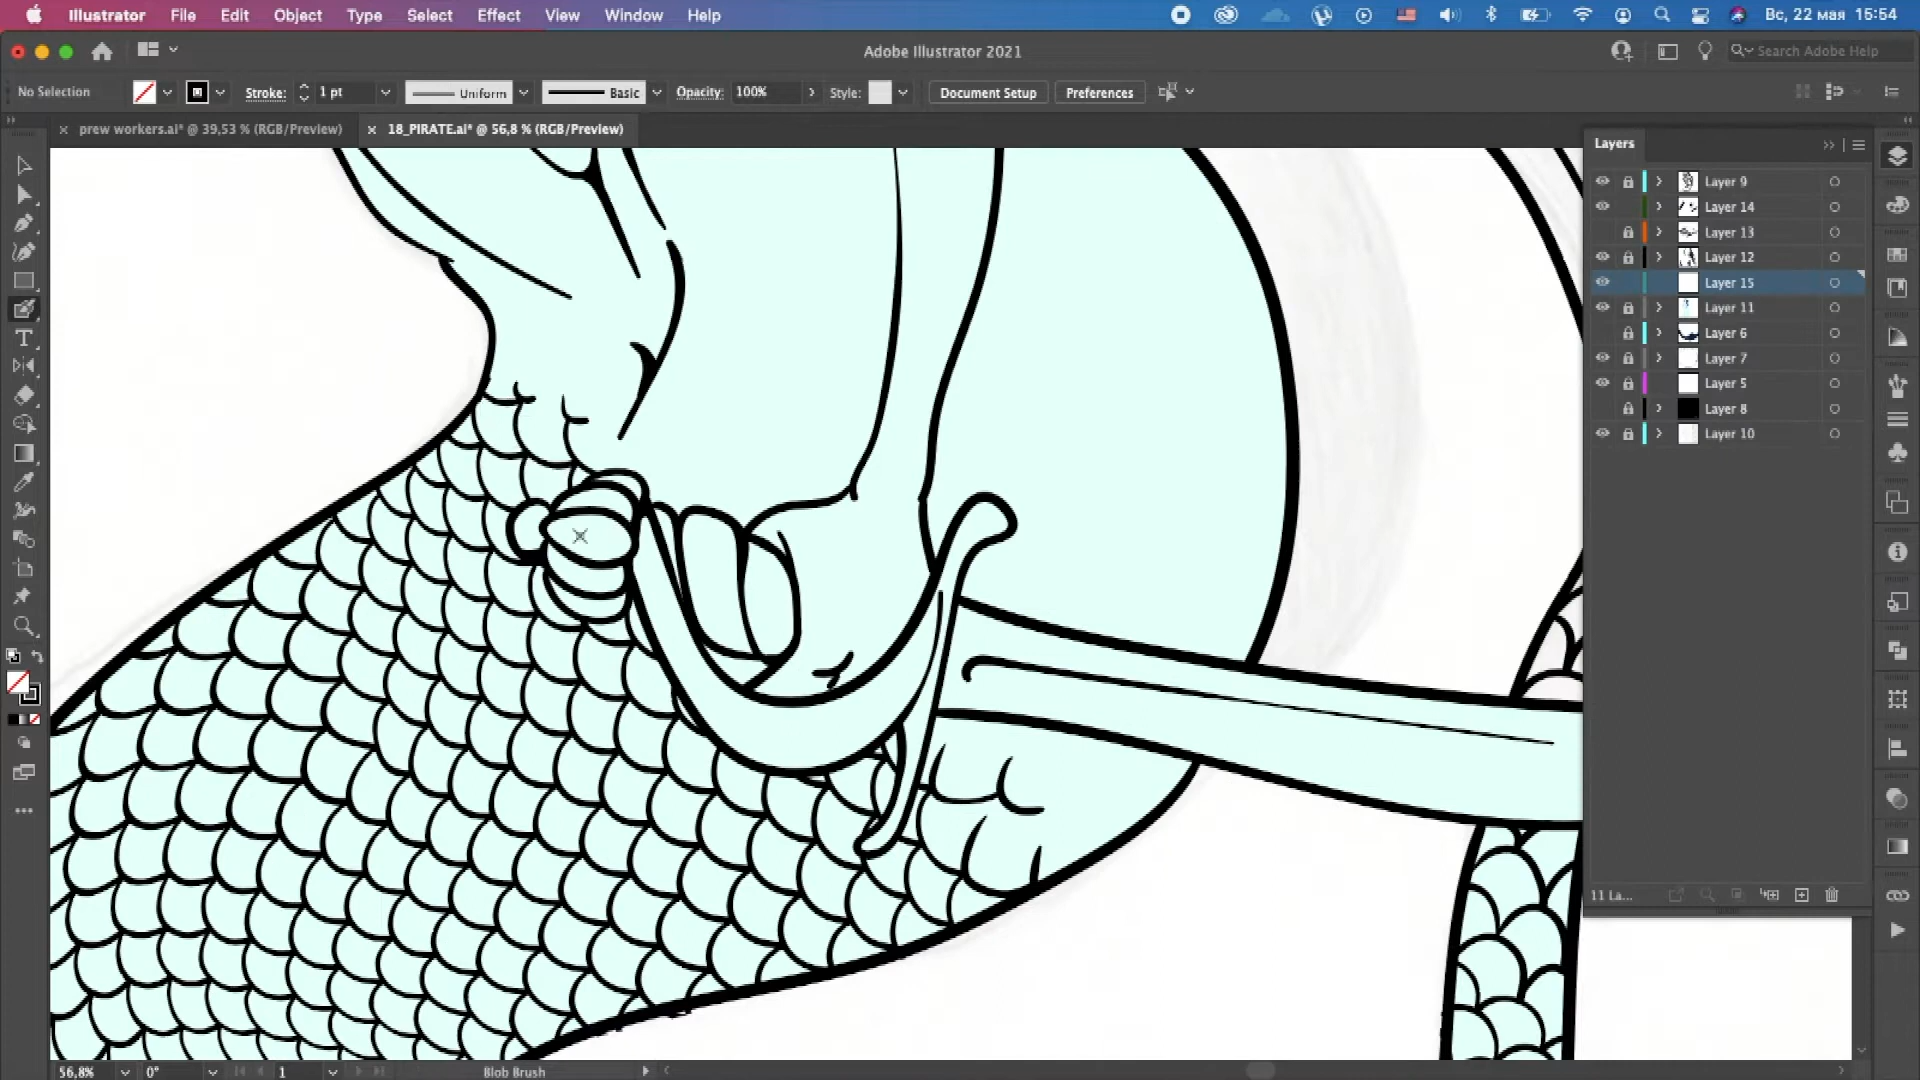 Illustrator File Edit Object Type Select Effect View Window Help Вс, 22 мая 15:54
Adobe Illustrator 2021 Search Adobe Help
No Selection Stroke: 1 pt Uniform Basic Opacity: 100% Style: Document Setup Preferences
prew workers.ai* @ 39,53 % (RGB/Preview) 18_PIRATE.ai* @ 56,8 % (RGB/Preview)
Layers
Layer 9
Layer 14
Layer 13
Layer 12
Layer 15
Layer 11
Layer 6
Layer 7
Layer 5
Layer 8
Layer 10
11 La...
56,8% 0° 1 Blob Brush